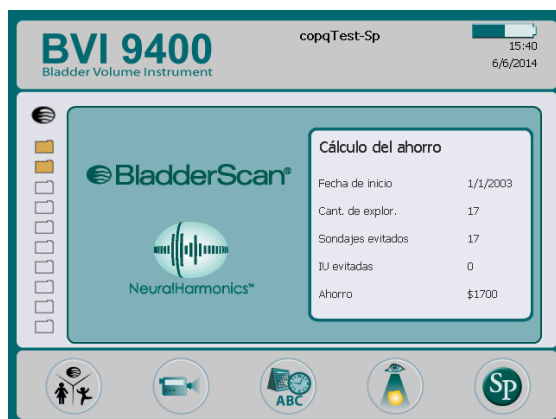 BVI 9400
Bladder Volume Instrument
copqTest-Sp
15:40
6/6/2014
BladderScan®
NeuralHarmonics™
Cálculo del ahorro
Fecha de inicio 1/1/2003
Cant. de explor. 17
Sondajes evitados 17
IU evitadas 0
Ahorro $1700
ABC
Sp